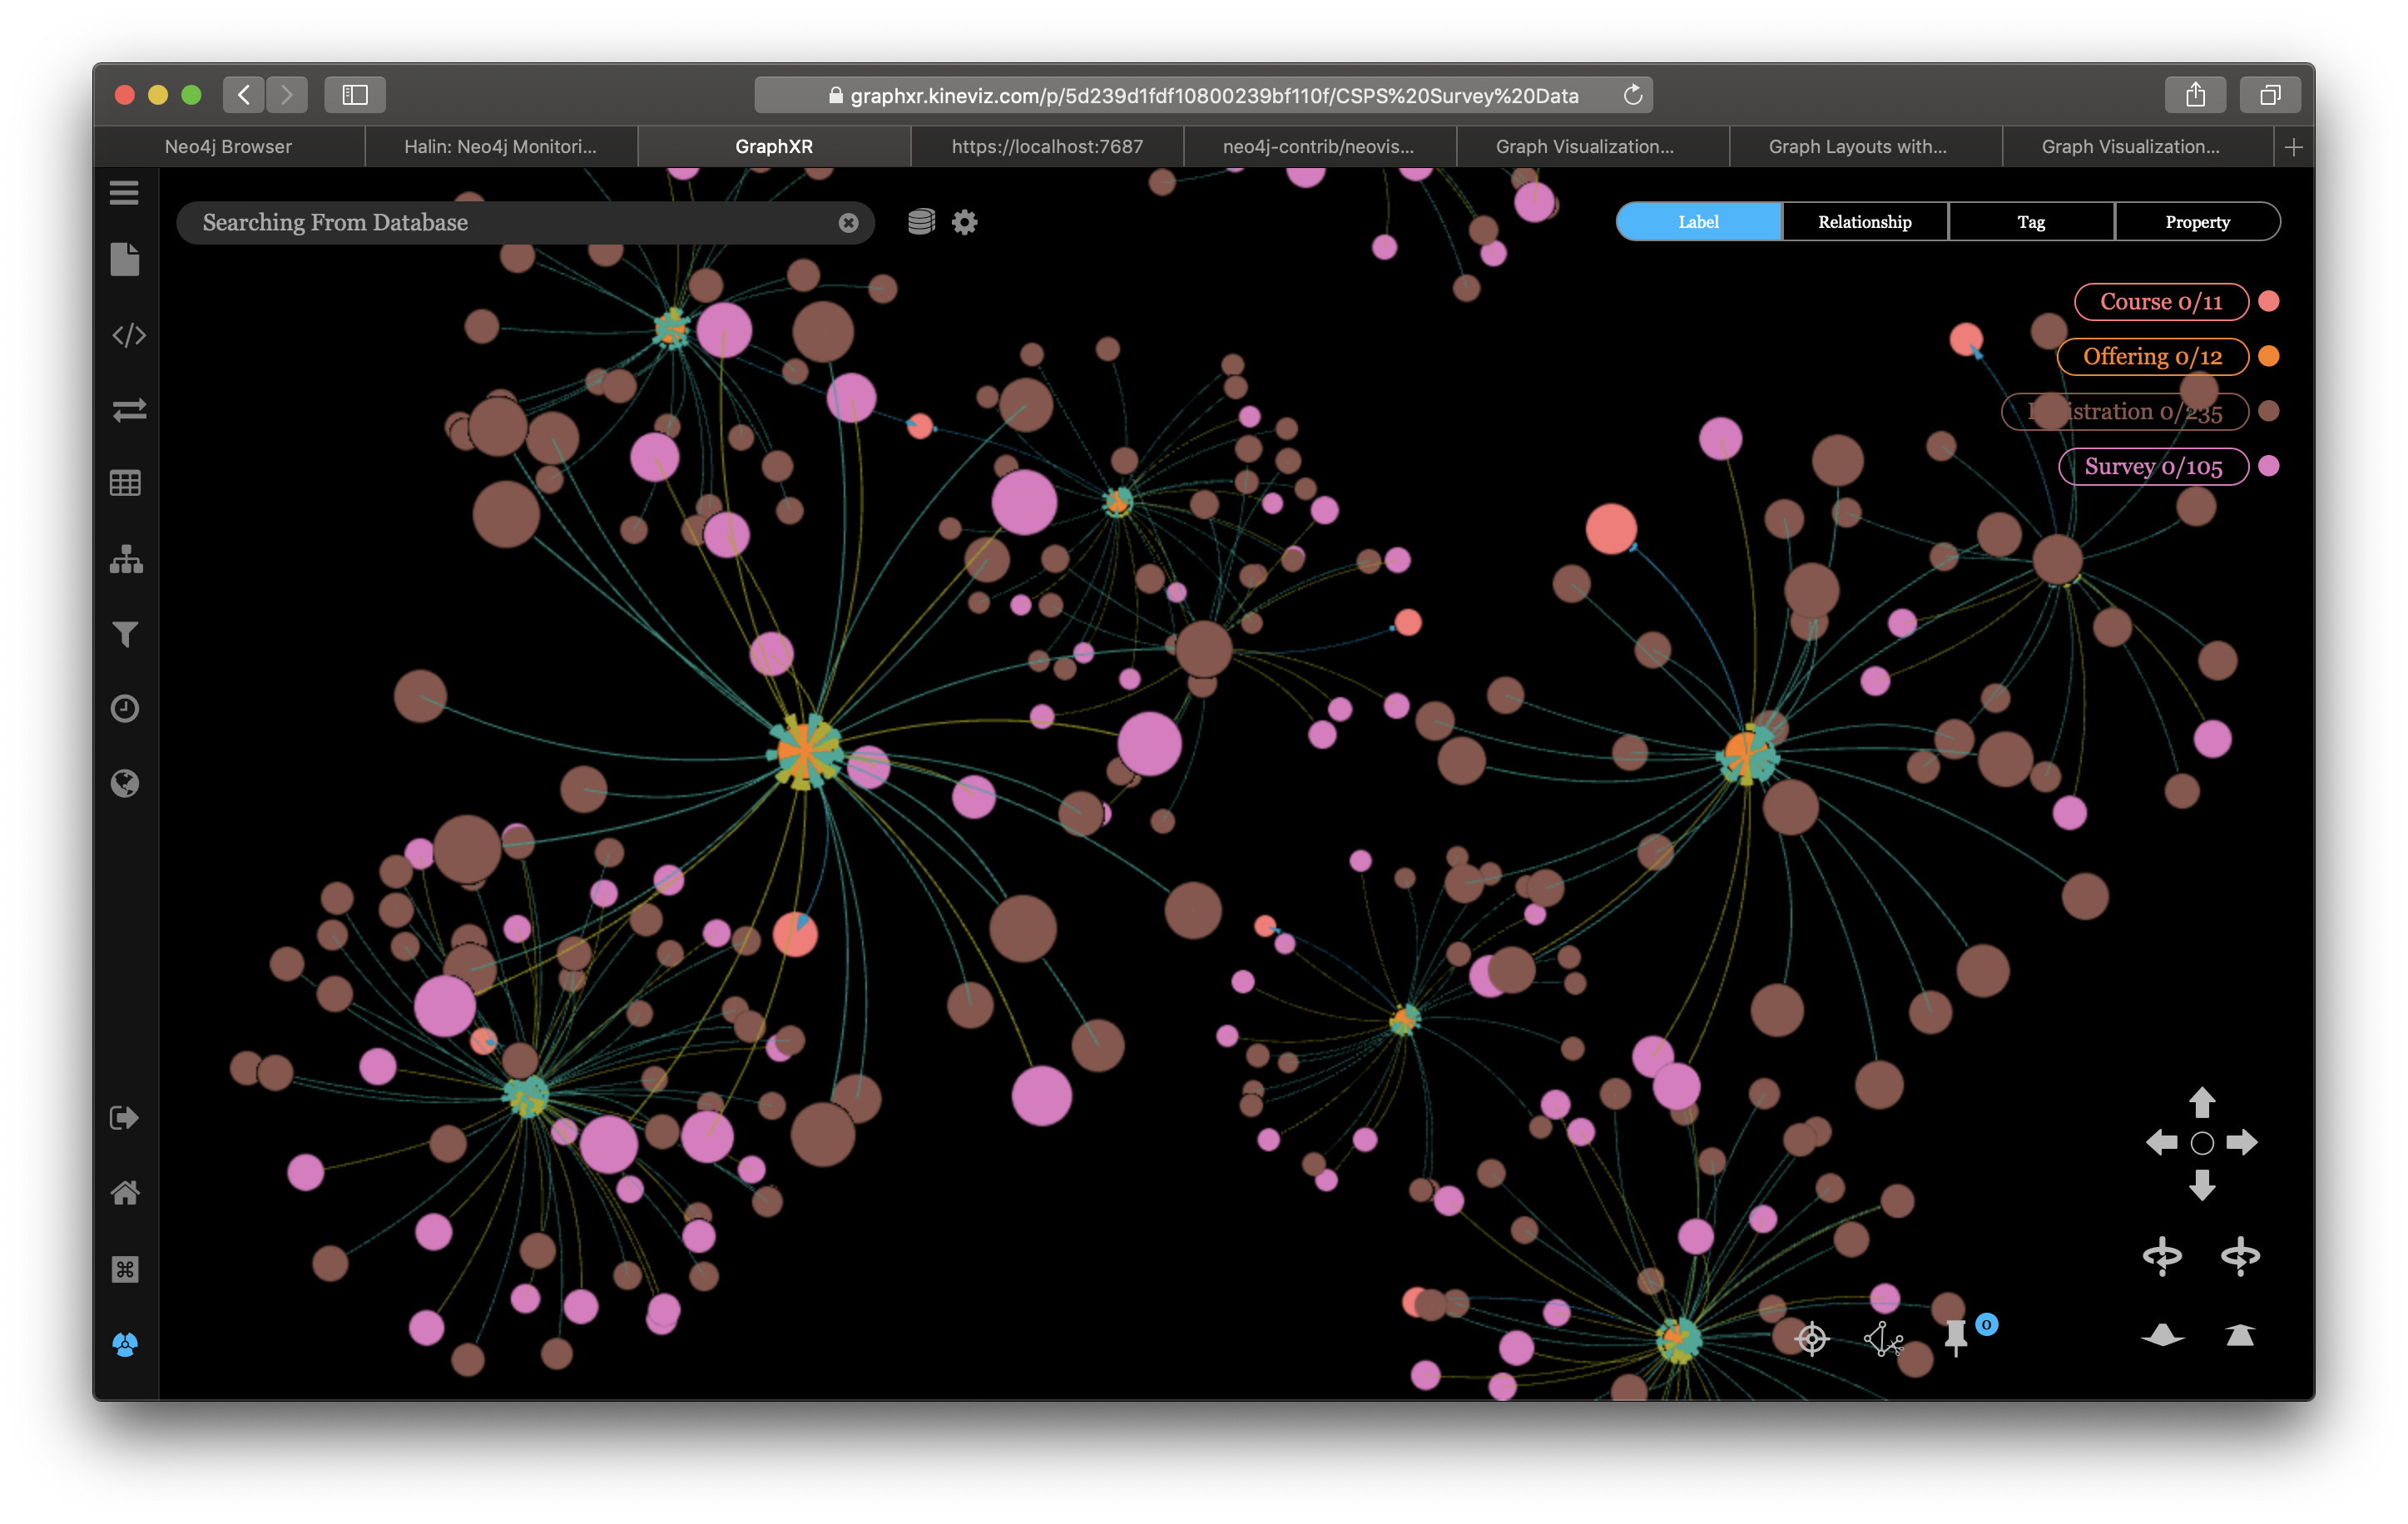 graphxr.kineviz.com/p/5d239d1fdf10800239bf110f/CSPS%20Survey%20Data
Neo4j Browser
Halin: Neo4j Monitori...
GraphXR
https://localhost:7687
neo4j-contrib/neovis...
Graph Visualization...
Graph Layouts with...
Graph Visualization...
Searching From Database
Label
Relationship
Tag
Property
Course 0/11
Offering 0/12
0/235
Survey 0/105
0